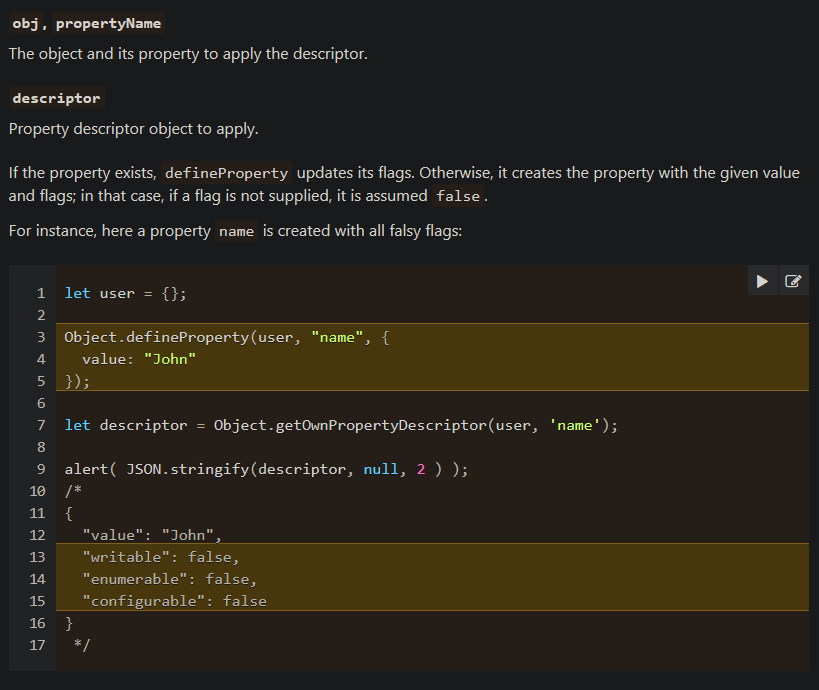 obj, propertyName
The object and its property to apply the descriptor.
descriptor
Property descriptor object to apply.
If the property exists, defineProperty updates its flags. Otherwise, it creates the property with the given value
and flags; in that case, if a flag is not supplied, it is assumed false.
For instance, here a property name is created with all falsy flags:
1 let user = {};
2
3 Object.defineProperty(user, "name", {
4   value: "John"
5 });
6
7 let descriptor = Object.getOwnPropertyDescriptor(user, 'name');
8
9 alert( JSON.stringify(descriptor, null, 2 ) );
10 /*
11 {
12   "value": "John",
13   "writable": false,
14   "enumerable": false,
15   "configurable": false
16 }
17  */